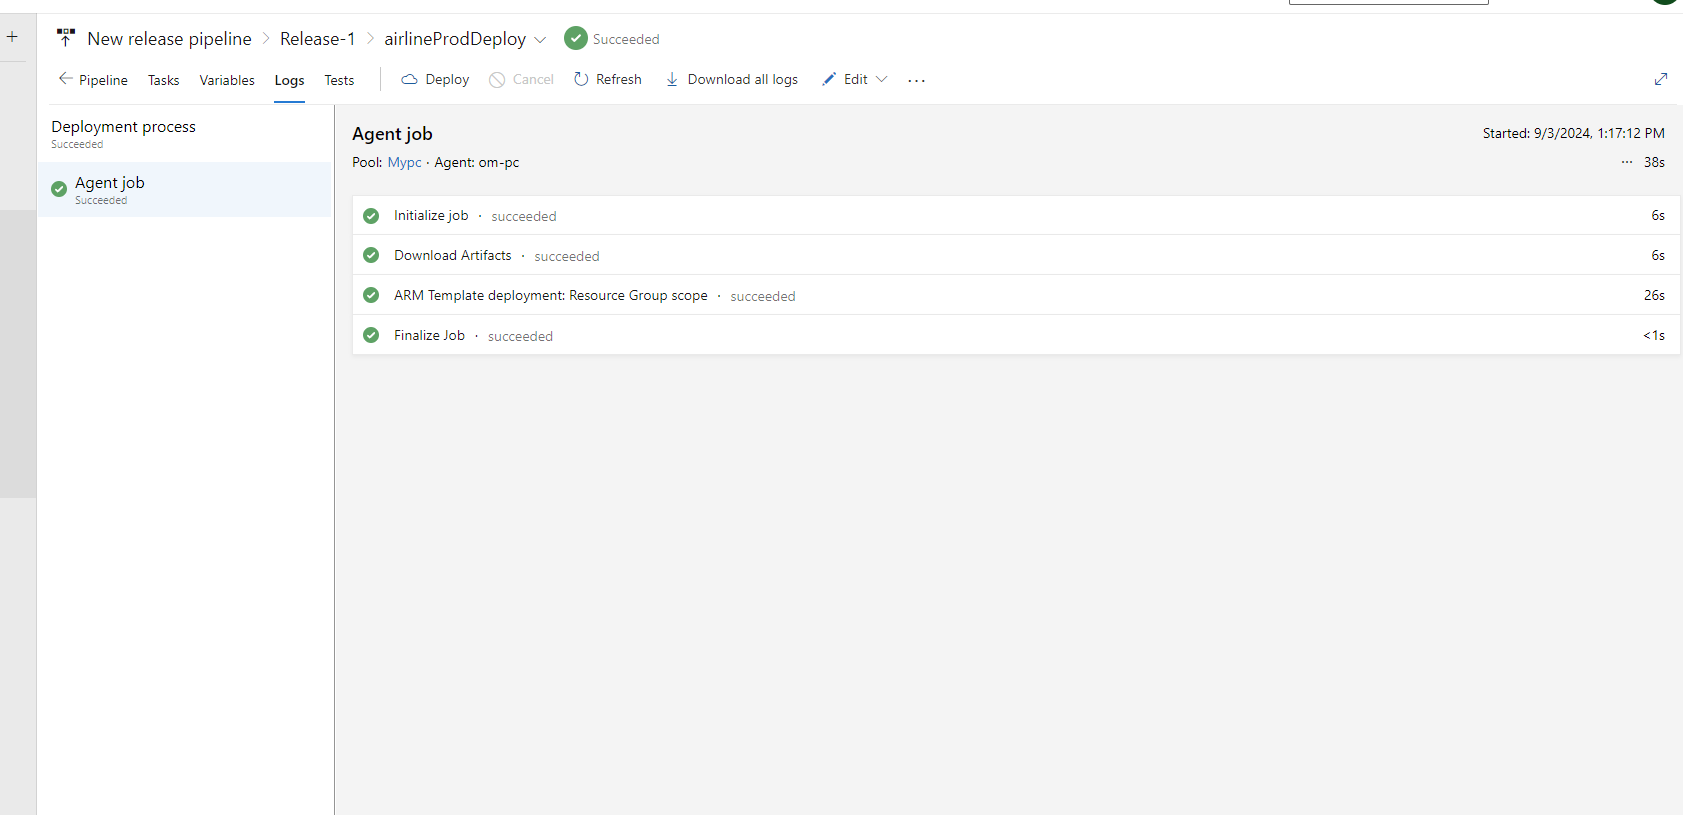 New release pipeline > Release-1 > airlineProdDeploy Succeeded
Pipeline Tasks Variables Logs Tests Deploy Cancel Refresh Download all logs Edit ...
Deployment process
Succeeded
Agent job
Succeeded
Agent job
Started: 9/3/2024, 1:17:12 PM
Pool: Mypc · Agent: om-pc
... 38s
Initialize job · succeeded 6s
Download Artifacts · succeeded 6s
ARM Template deployment: Resource Group scope · succeeded 26s
Finalize Job · succeeded <1s